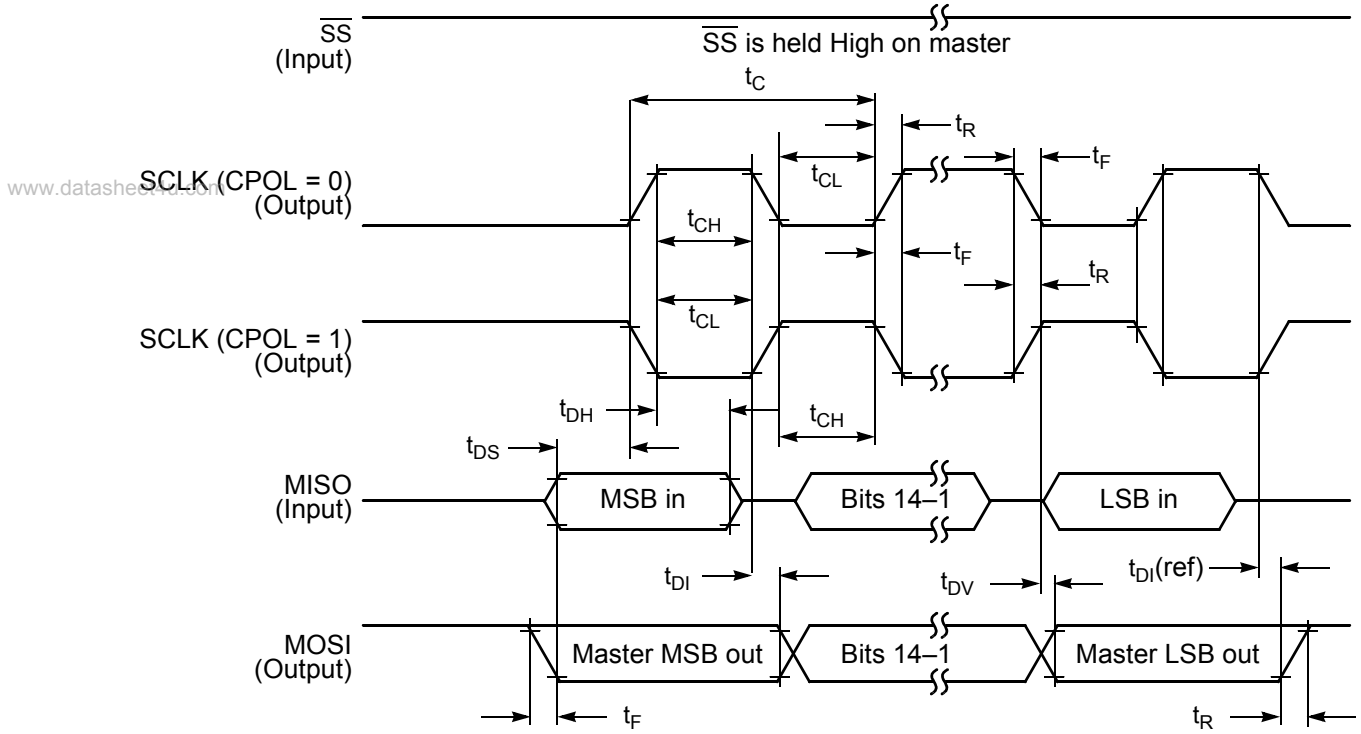 SS
(Input)
SS is held High on master
tC
tR
tF
tCL
www.datasheet4u.com
SCLK (CPOL = 0)
(Output)
tCH
tF
tR
tCL
SCLK (CPOL = 1)
(Output)
tDH
tCH
tDS
MISO
(Input)
MSB in
Bits 14–1
LSB in
tDI
tDV
tDI(ref)
MOSI
(Output)
Master MSB out
Bits 14–1
Master LSB out
tF
tR